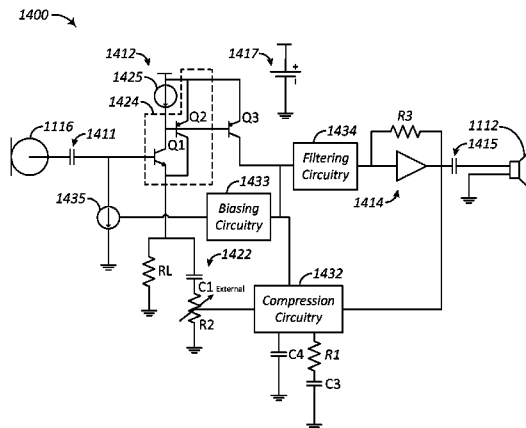 1400
1412
1425
1424
1417
+
-
1116
1411
Q2
Q3
Q1
R3
1112
1434
1415
Filtering
Circuitry
1414
1433
1435
Biasing
Circuitry
1422
1432
RL
C1
External
R2
Compression
Circuitry
C4
R1
C3